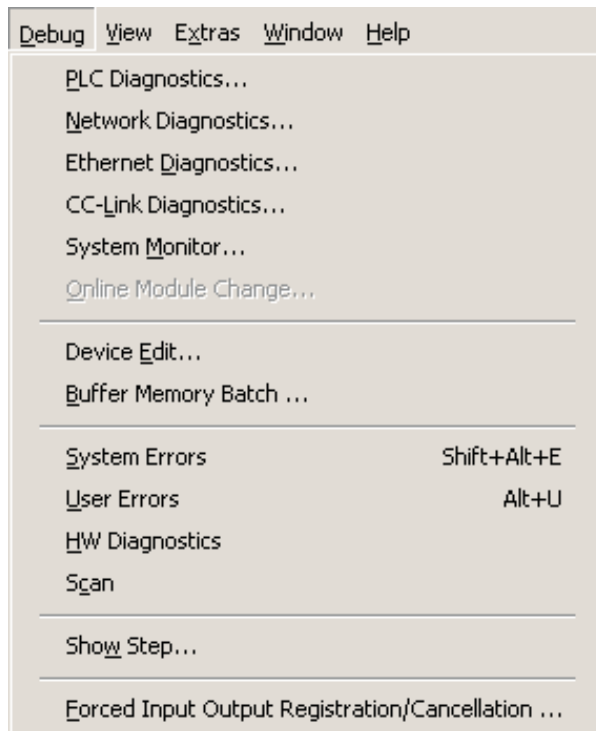 Debug View Extras Window Help
PLC Diagnostics...
Network Diagnostics...
Ethernet Diagnostics...
CC-Link Diagnostics...
System Monitor...
Online Module Change...
Device Edit...
Buffer Memory Batch ...
System Errors Shift+Alt+E
User Errors Alt+U
HW Diagnostics
Scan
Show Step...
Forced Input Output Registration/Cancellation ...